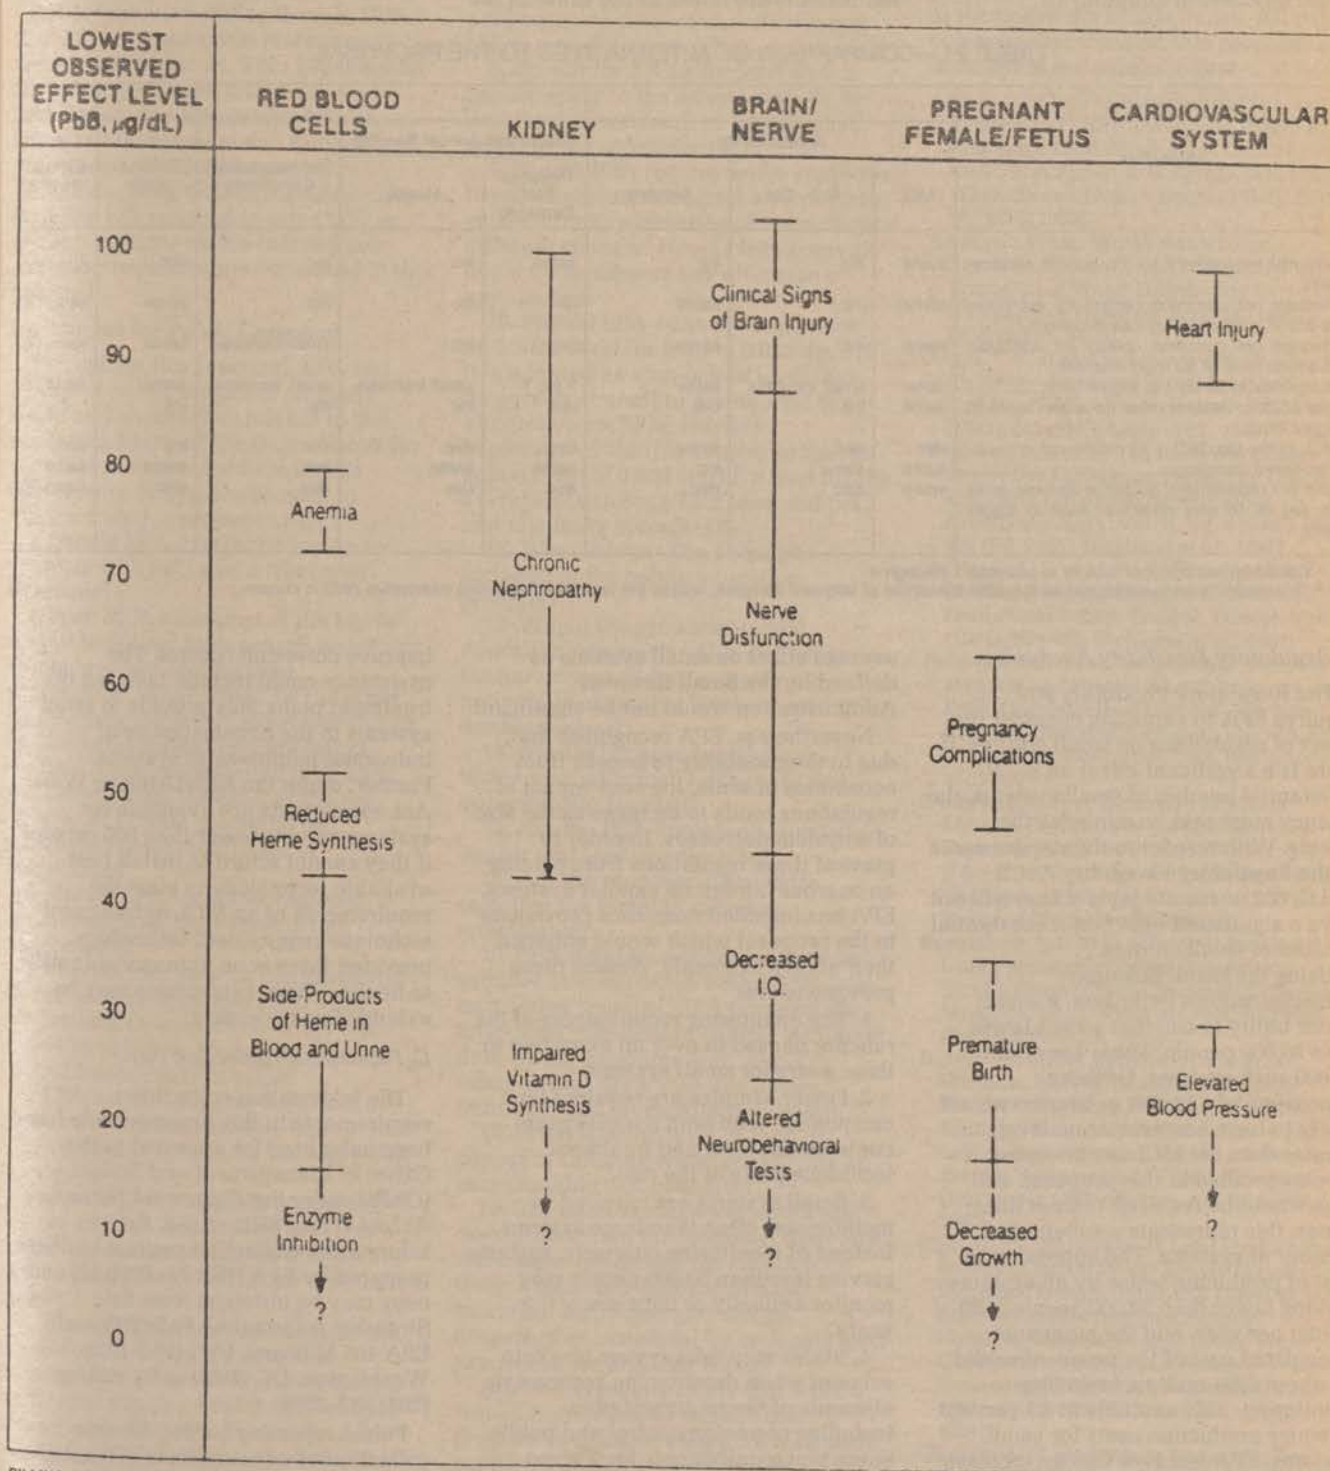 LOWEST
OBSERVED
EFFECT LEVEL
(PbB, µg/dL)
RED BLOOD
CELLS
KIDNEY
BRAIN/
NERVE
PREGNANT
FEMALE/FETUS
CARDIOVASCULAR
SYSTEM
100
90
80
70
60
50
40
30
20
10
0
Anemia
Reduced
Heme Synthesis
Side Products
of Heme in
Blood and Urine
Enzyme
Inhibition
?
Chronic
Nephropathy
Impaired
Vitamin D
Synthesis
?
Clinical Signs
of Brain Injury
Nerve
Disfunction
Decreased
I.Q.
Altered
Neurobehavioral
Tests
?
Pregnancy
Complications
Premature
Birth
Decreased
Growth
?
Heart Injury
Elevated
Blood Pressure
?